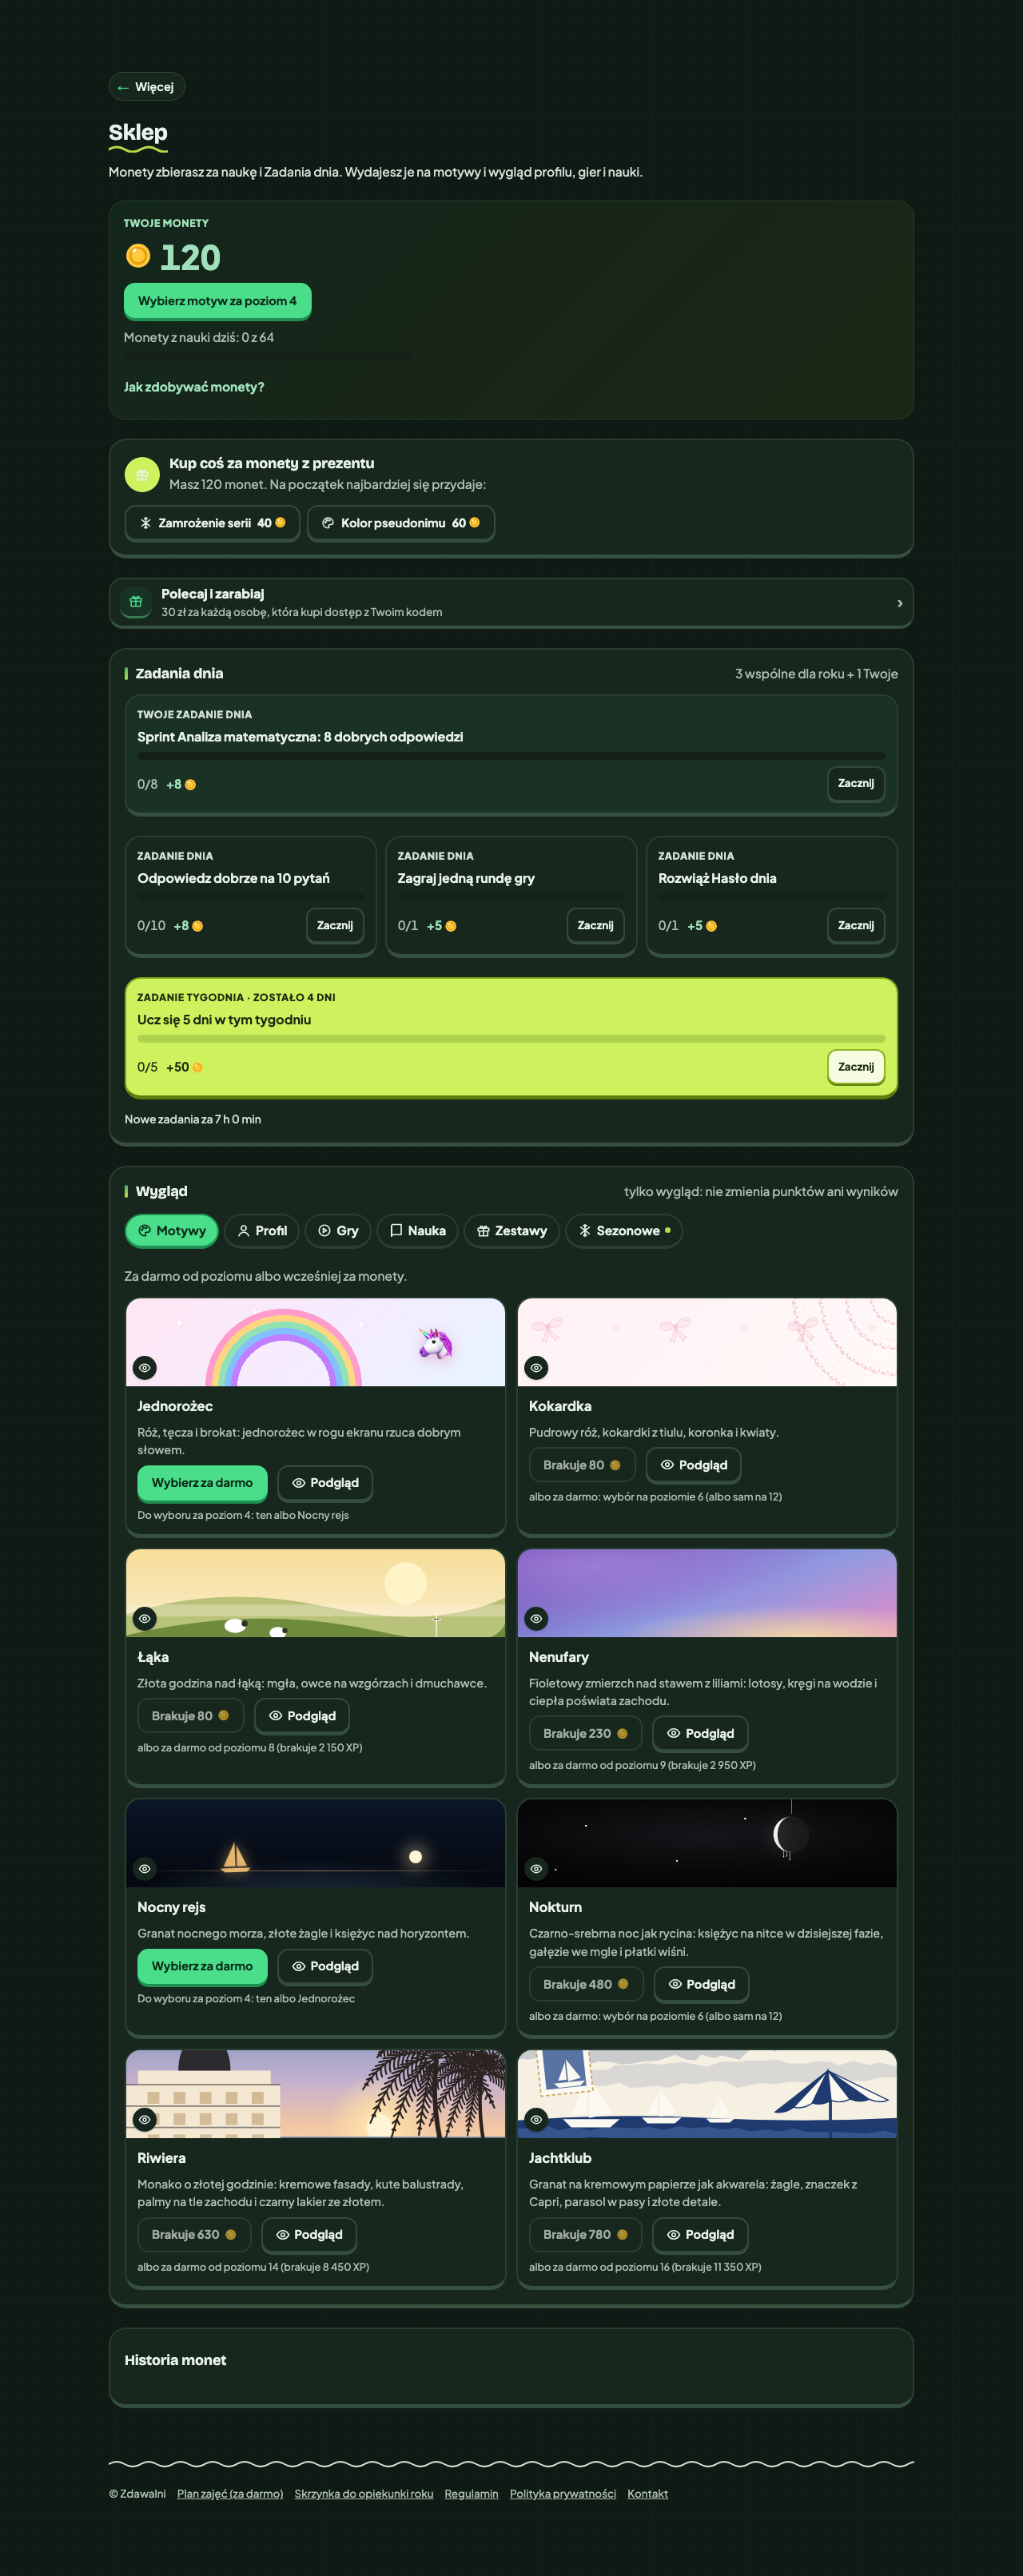 ← Więcej
Sklep
Monety zbierasz za naukę i Zadania dnia. Wydajesz je na motywy i wygląd profilu, gier i nauki.
TWOJE MONETY
120
Wybierz motyw za poziom 4
Monety z nauki dziś: 0 z 64
Jak zdobywać monety?
Kup coś za monety z prezentu
Masz 120 monet. Na początek najbardziej się przydaje:
Zamrożenie serii 40
Kolor pseudonimu 60
Polecaj i zarabiaj
30 zł za każdą osobę, która kupi dostęp z Twoim kodem
›
Zadania dnia
3 wspólne dla roku + 1 Twoje
TWOJE ZADANIE DNIA
Sprint Analiza matematyczna: 8 dobrych odpowiedzi
0/8 +8
Zacznij
ZADANIE DNIA
Odpowiedz dobrze na 10 pytań
0/10 +8
Zacznij
ZADANIE DNIA
Zagraj jedną rundę gry
0/1 +5
Zacznij
ZADANIE DNIA
Rozwiąż Hasło dnia
0/1 +5
Zacznij
ZADANIE TYGODNIA · ZOSTAŁO 4 DNI
Ucz się 5 dni w tym tygodniu
0/5 +50
Zacznij
Nowe zadania za 7 h 0 min
Wygląd
tylko wygląd: nie zmienia punktów ani wyników
Motywy
Profil
Gry
Nauka
Zestawy
Sezonowe
Za darmo od poziomu albo wcześniej za monety.
Jednorożec
Róż, tęcza i brokat: jednorożec w rogu ekranu rzuca dobrym
słowem.
Wybierz za darmo
Podgląd
Do wyboru za poziom 4: ten albo Nocny rejs
Kokardka
Pudrowy róż, kokardki z tiulu, koronka i kwiaty.
Brakuje 80
Podgląd
albo za darmo: wybór na poziomie 6 (albo sam na 12)
Łąka
Złota godzina nad łąką: mgła, owce na wzgórzach i dmuchawce.
Brakuje 80
Podgląd
albo za darmo od poziomu 8 (brakuje 2 150 XP)
Nenufary
Fioletowy zmierzch nad stawem z liliami: lotosy, kręgi na wodzie i
ciepła poświata zachodu.
Brakuje 230
Podgląd
albo za darmo od poziomu 9 (brakuje 2 950 XP)
Nocny rejs
Granat nocnego morza, złote żagle i księżyc nad horyzontem.
Wybierz za darmo
Podgląd
Do wyboru za poziom 4: ten albo Jednorożec
Nokturn
Czarno-srebrna noc jak rycina: księżyc na nitce w dzisiejszej fazie,
gałęzie we mgle i płatki wiśni.
Brakuje 480
Podgląd
albo za darmo: wybór na poziomie 6 (albo sam na 12)
Riwiera
Monako o złotej godzinie: kremowe fasady, kute balustrady,
palmy na tle zachodu i czarny lakier ze złotem.
Brakuje 630
Podgląd
albo za darmo od poziomu 14 (brakuje 8 450 XP)
Jachtklub
Granat na kremowym papierze jak akwarela: żagle, znaczek z
Capri, parasol w pasy i złote detale.
Brakuje 780
Podgląd
albo za darmo od poziomu 16 (brakuje 11 350 XP)
Historia monet
© Zdawalni Plan zajęć (za darmo) Skrzynka do opiekunki roku Regulamin Polityka prywatności Kontakt